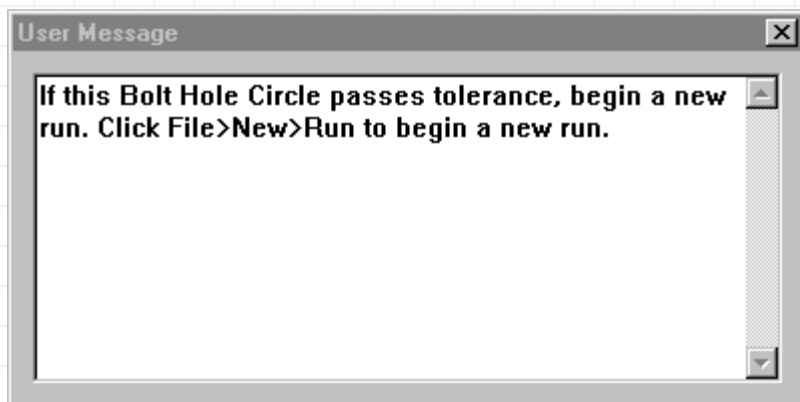 User Message
If this Bolt Hole Circle passes tolerance, begin a new
run. Click File>New>Run to begin a new run.